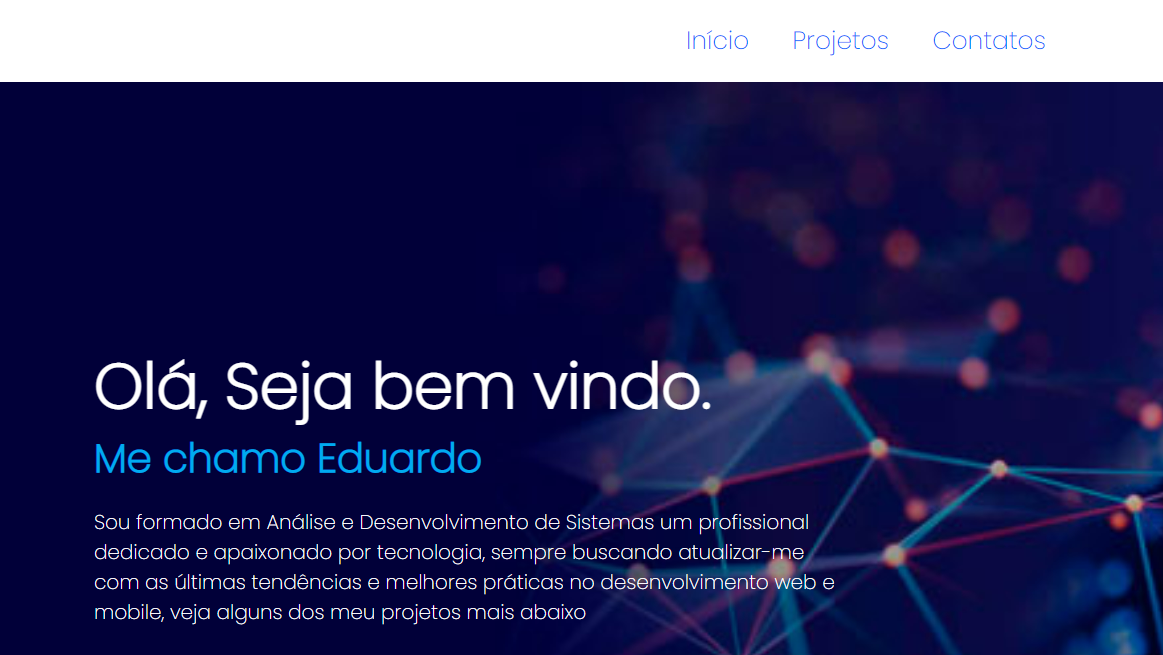 Início Projetos Contatos
Olá, Seja bem vindo.
Me chamo Eduardo
Sou formado em Análise e Desenvolvimento de Sistemas um profissional
dedicado e apaixonado por tecnologia, sempre buscando atualizar-me
com as últimas tendências e melhores práticas no desenvolvimento web e
mobile, veja alguns dos meu projetos mais abaixo